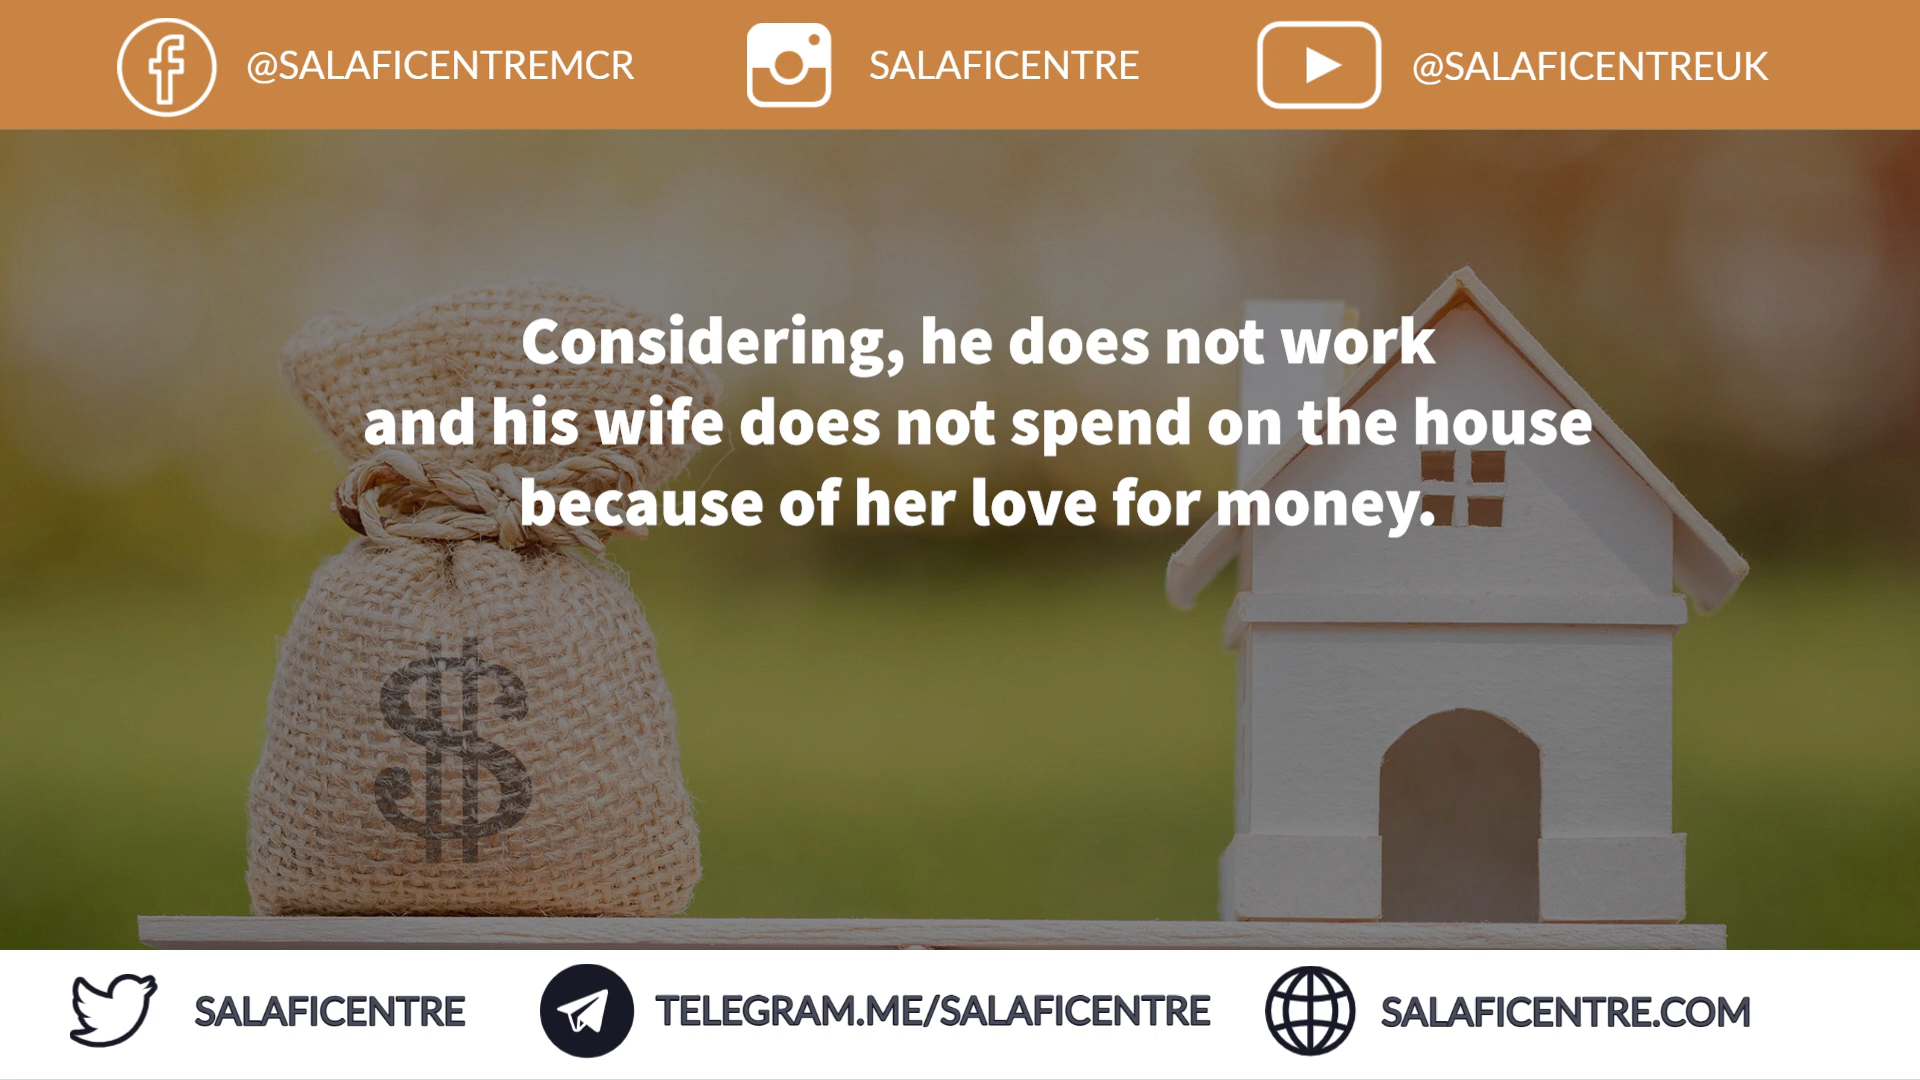 @SALAFICENTREMCR
SALAFICENTRE
@SALAFICENTREUK
Considering, he does not work
and his wife does not spend on the house
because of her love for money.
$
SALAFICENTRE
TELEGRAM.ME/SALAFICENTRE
SALAFICENTRE.COM